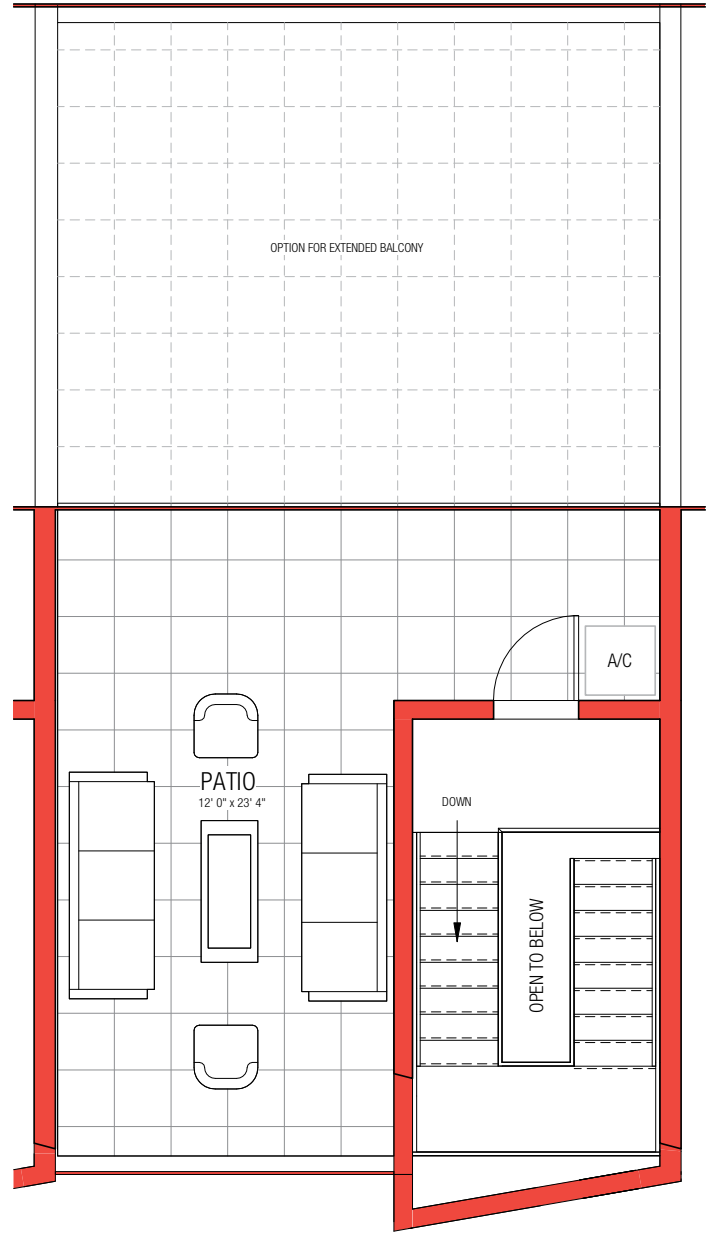 OPTION FOR EXTENDED BALCONY
A/C
PATIO
12' 0" x 23' 4"
DOWN
OPEN TO BELOW